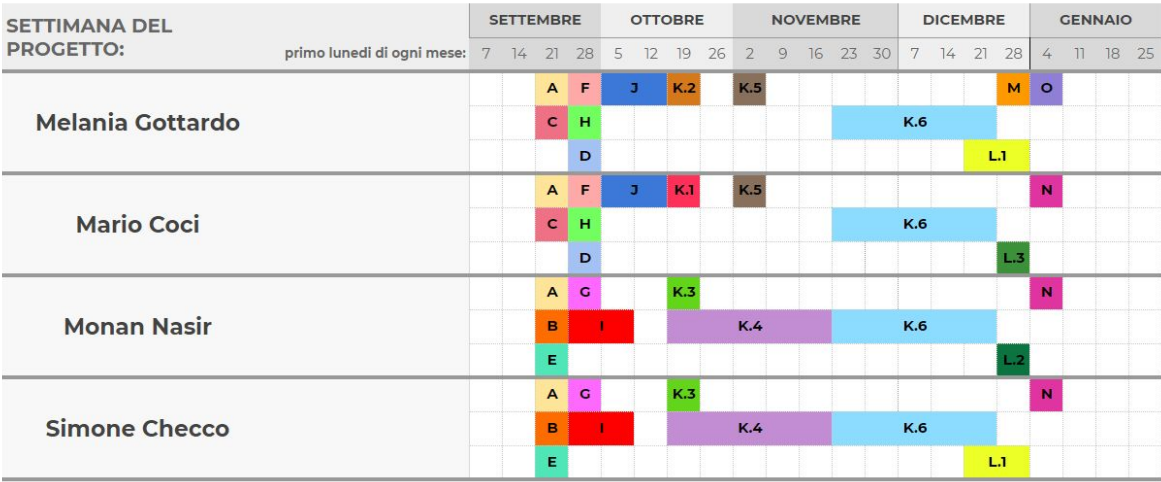 SETTIMANA DEL
PROGETTO:
primo lunedi di ogni mese:
SETTEMBRE OTTOBRE NOVEMBRE DICEMBRE GENNAIO
7 14 21 28 5 12 19 26 2 9 16 23 30 7 14 21 28 4 11 18 25
Melania Gottardo
A F J K.2 K.5 M O
C H K.6
D L.1
Mario Coci
A F J K.1 K.5 N
C H K.6
D L.3
Monan Nasir
A G K.3 N
B I K.4 K.6
E L.2
Simone Checco
A G K.3 N
B I K.4 K.6
E L.1